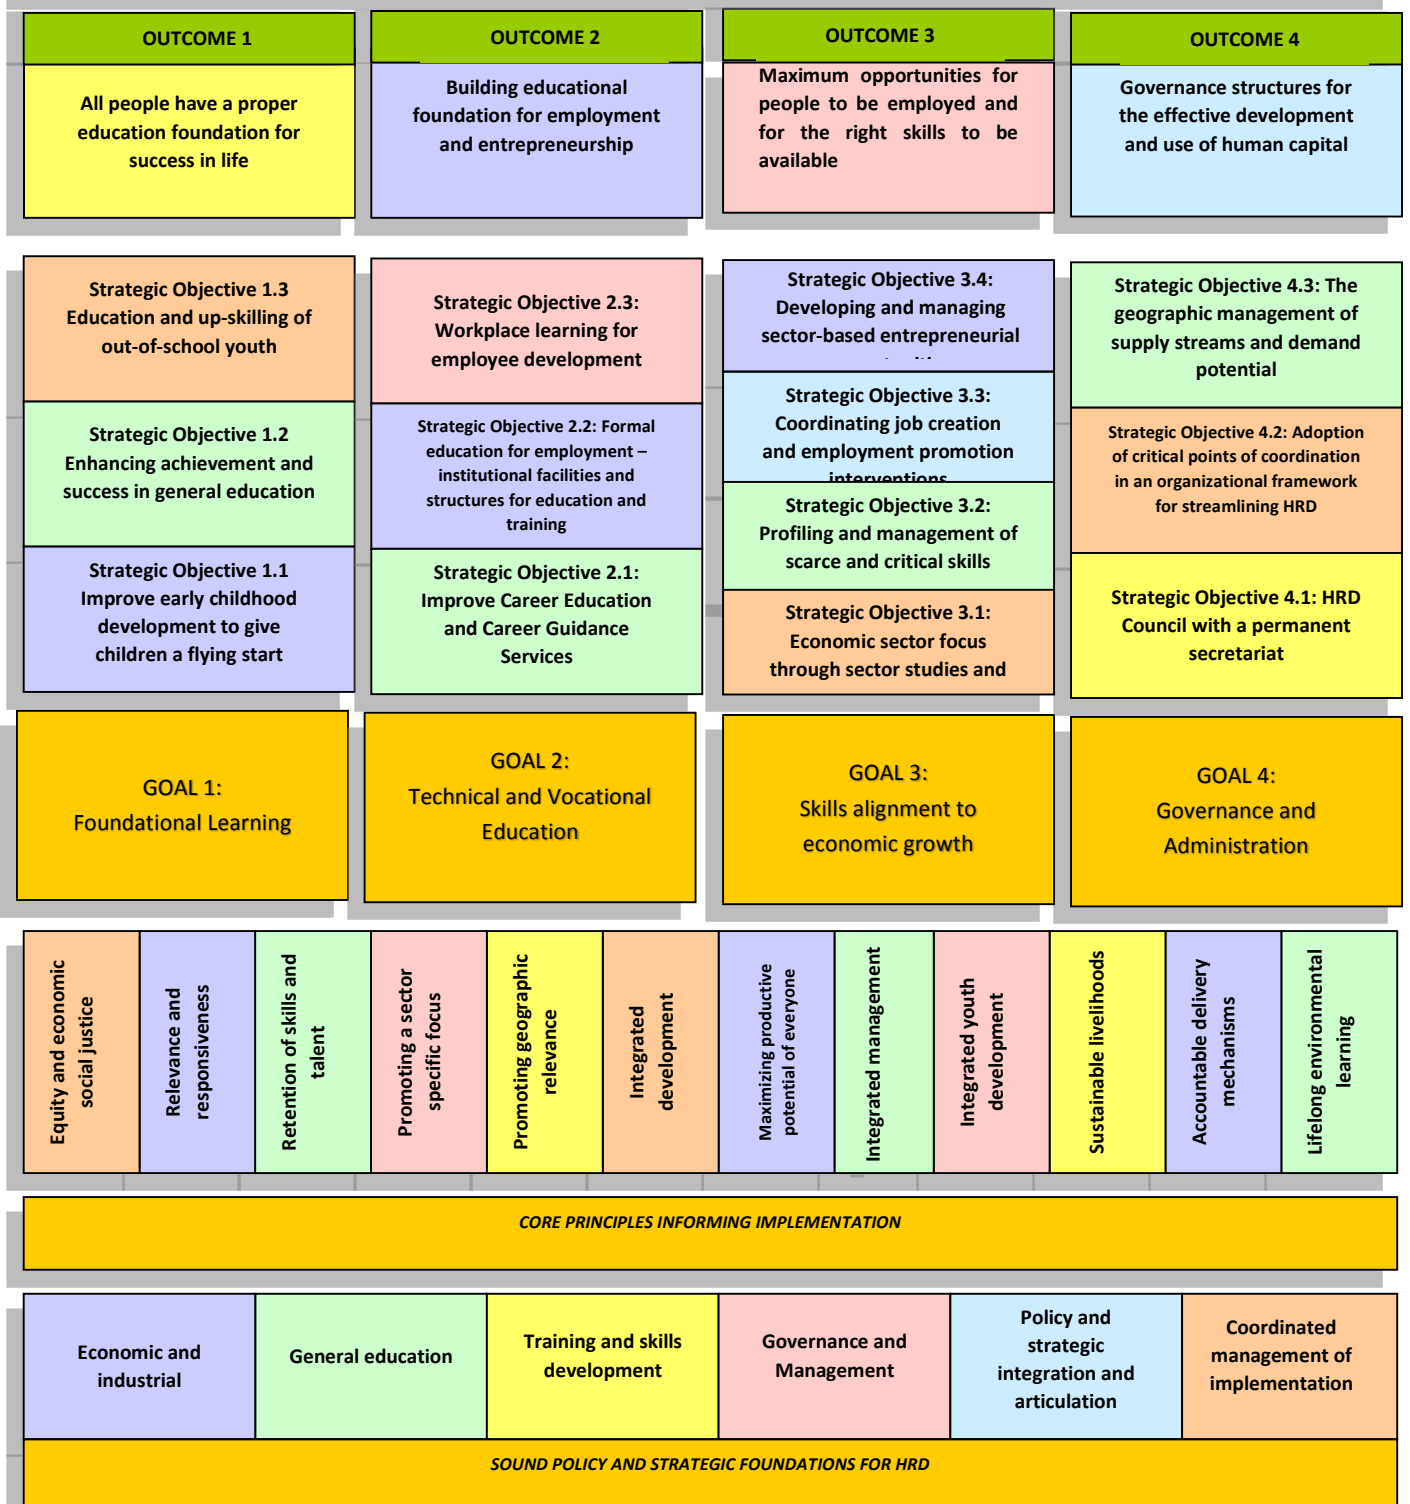 OUTCOME 1
All people have a proper
education foundation for
success in life
OUTCOME 2
Building educational
foundation for employment
and entrepreneurship
OUTCOME 3
Maximum opportunities for
people to be employed and
for the right skills to be
available
OUTCOME 4
Governance structures for
the effective development
and use of human capital
Strategic Objective 1.3
Education and up-skilling of
out-of-school youth
Strategic Objective 1.2
Enhancing achievement and
success in general education
Strategic Objective 1.1
Improve early childhood
development to give
children a flying start
Strategic Objective 2.3:
Workplace learning for
employee development
Strategic Objective 2.2: Formal
education for employment –
institutional facilities and
structures for education and
training
Strategic Objective 2.1:
Improve Career Education
and Career Guidance
Services
Strategic Objective 3.4:
Developing and managing
sector-based entrepreneurial
Strategic Objective 3.3:
Coordinating job creation
and employment promotion
interventions
Strategic Objective 3.2:
Profiling and management of
scarce and critical skills
Strategic Objective 3.1:
Economic sector focus
through sector studies and
Strategic Objective 4.3: The
geographic management of
supply streams and demand
potential
Strategic Objective 4.2: Adoption
of critical points of coordination
in an organizational framework
for streamlining HRD
Strategic Objective 4.1: HRD
Council with a permanent
secretariat
GOAL 1:
Foundational Learning
GOAL 2:
Technical and Vocational
Education
GOAL 3:
Skills alignment to
economic growth
GOAL 4:
Governance and
Administration
Equity and economic
social justice
Relevance and
responsiveness
Retention of skills and
talent
Promoting a sector
specific focus
Promoting geographic
relevance
Integrated
development
Maximizing productive
potential of everyone
Integrated management
Integrated youth
development
Sustainable livelihoods
Accountable delivery
mechanisms
Lifelong environmental
learning
CORE PRINCIPLES INFORMING IMPLEMENTATION
Economic and
industrial
General education
Training and skills
development
Governance and
Management
Policy and
strategic
integration and
articulation
Coordinated
management of
implementation
SOUND POLICY AND STRATEGIC FOUNDATIONS FOR HRD